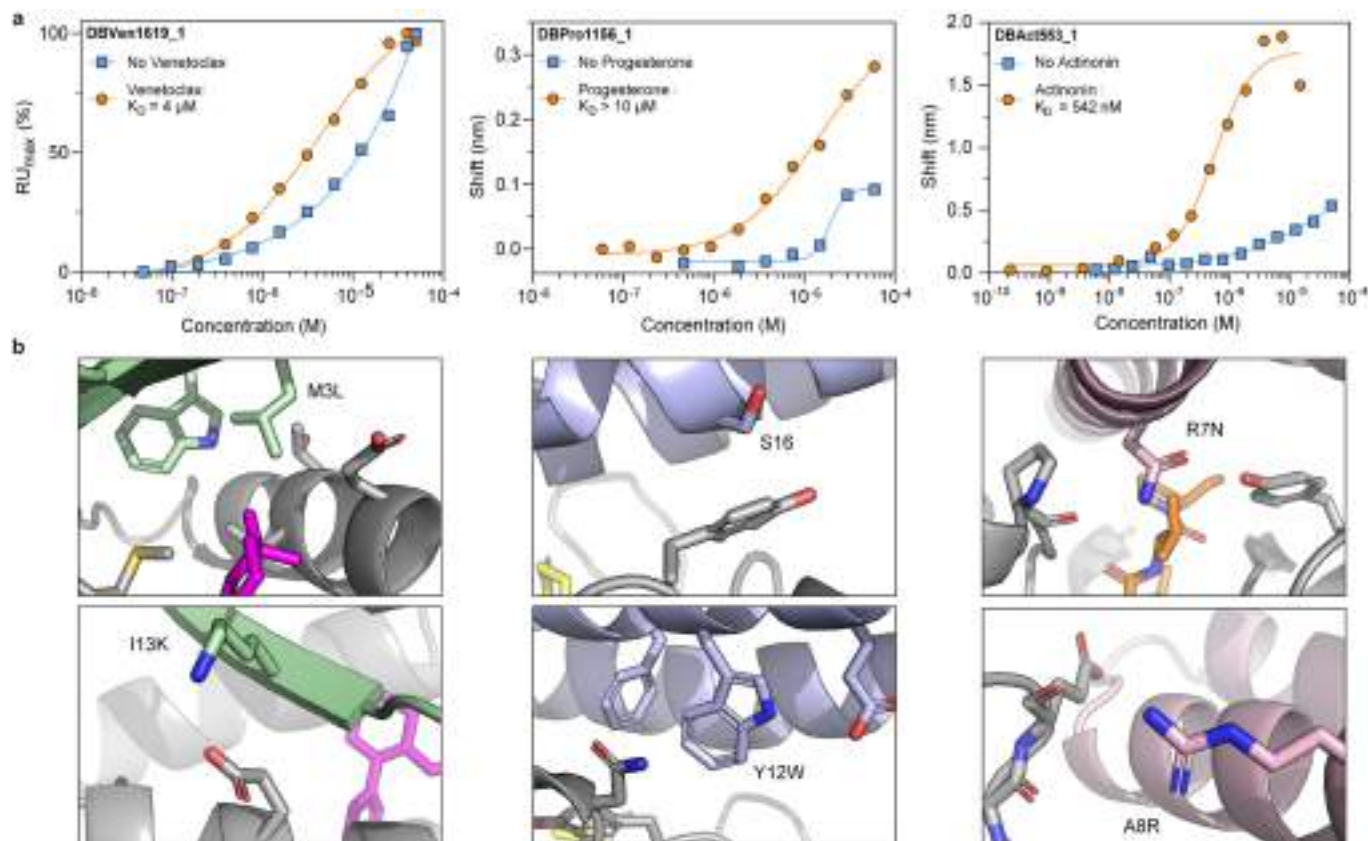 a
DBVen1619_1
No Venetoclax
Venetoclax
K_D = 4 μM
RU_max (%)
100
50
0
10^-8 10^-7 10^-6 10^-5 10^-4
Concentration (M)
DBPro1156_1
No Progesterone
Progesterone
K_D > 10 μM
Shift (nm)
0.3
0.2
0.1
0.0
10^-8 10^-7 10^-6 10^-5 10^-4
Concentration (M)
DBAct553_1
No Actinonin
Actinonin
K_D = 542 nM
Shift (nm)
2.0
1.5
1.0
0.5
0.0
10^-10 10^-9 10^-8 10^-7 10^-6 10^-5 10^-4
Concentration (M)
b
M3L
S16
R7N
I13K
Y12W
A8R